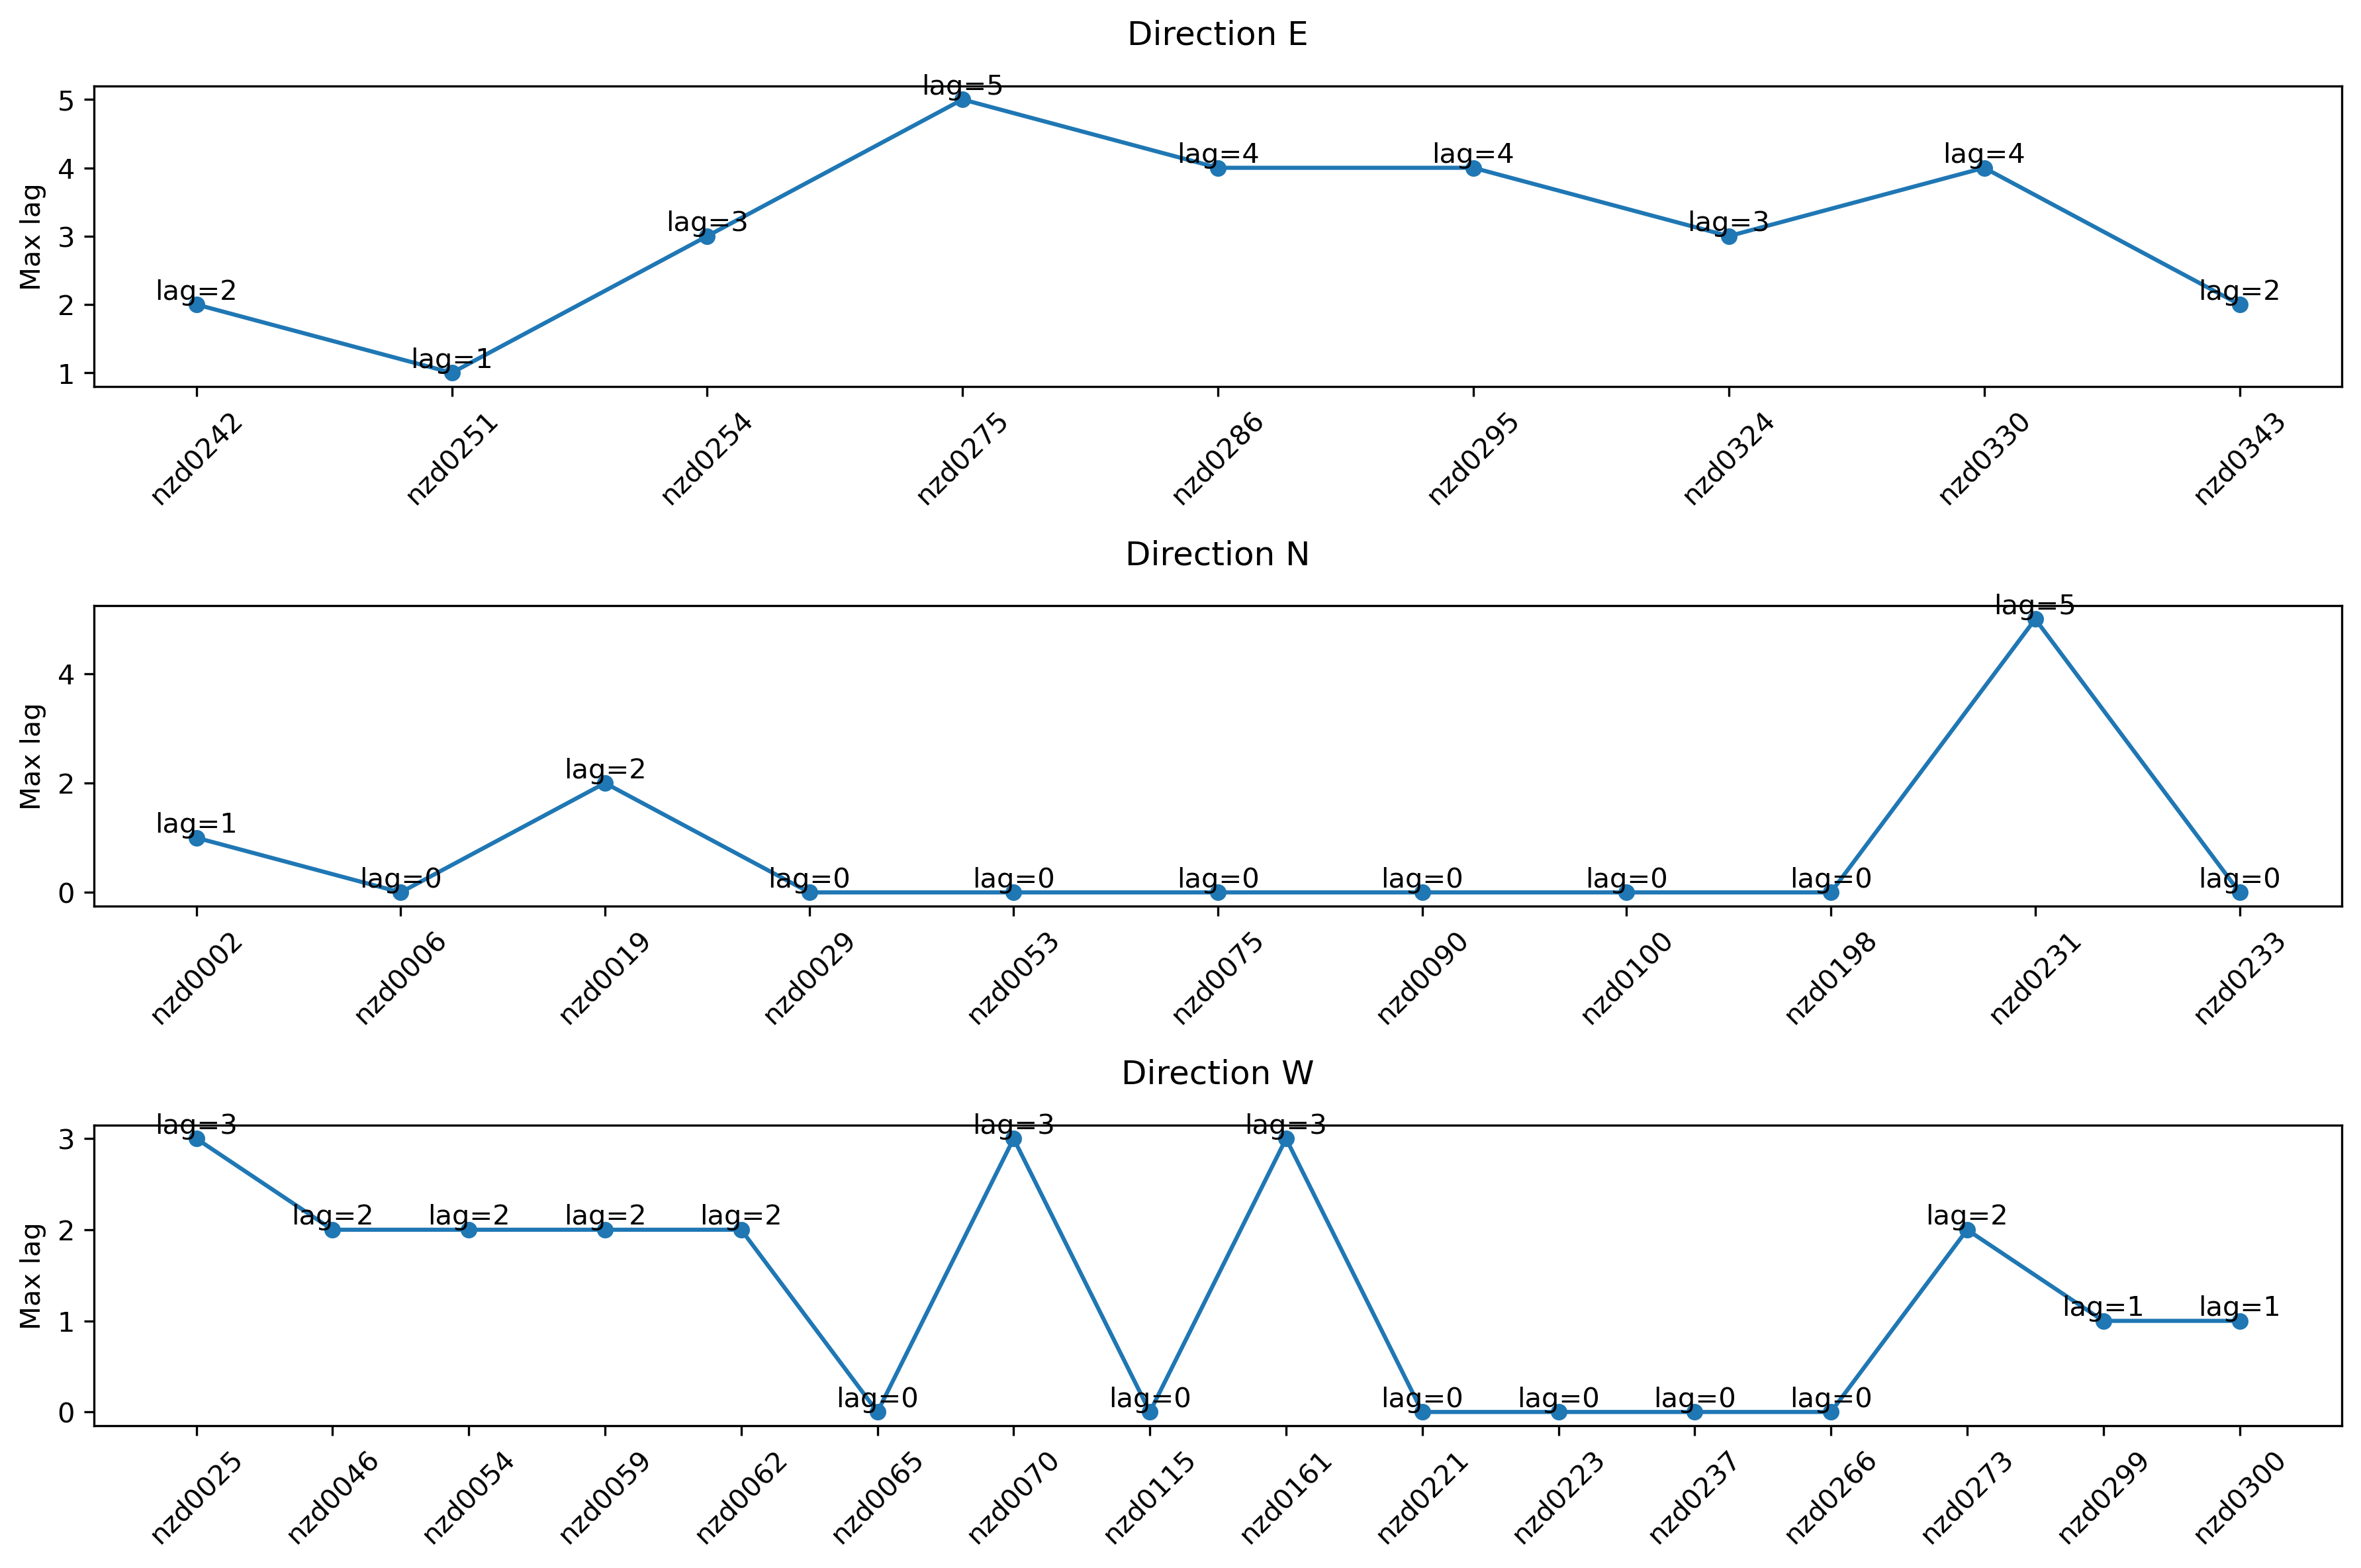 Direction E
Max lag
5
4
3
2
1
lag=2
lag=1
lag=3
lag=5
lag=4
lag=4
lag=3
lag=4
lag=2
nzd0242
nzd0251
nzd0254
nzd0275
nzd0286
nzd0295
nzd0324
nzd0330
nzd0343
Direction N
Max lag
4
2
0
lag=1
lag=0
lag=2
lag=0
lag=0
lag=0
lag=0
lag=0
lag=0
lag=5
lag=0
nzd0002
nzd0006
nzd0019
nzd0029
nzd0053
nzd0075
nzd0090
nzd0100
nzd0198
nzd0231
nzd0233
Direction W
Max lag
3
2
1
0
lag=3
lag=2
lag=2
lag=2
lag=2
lag=0
lag=3
lag=0
lag=3
lag=0
lag=0
lag=0
lag=0
lag=2
lag=1
lag=1
nzd0025
nzd0046
nzd0054
nzd0059
nzd0062
nzd0065
nzd0070
nzd0115
nzd0161
nzd0221
nzd0223
nzd0237
nzd0266
nzd0273
nzd0299
nzd0300